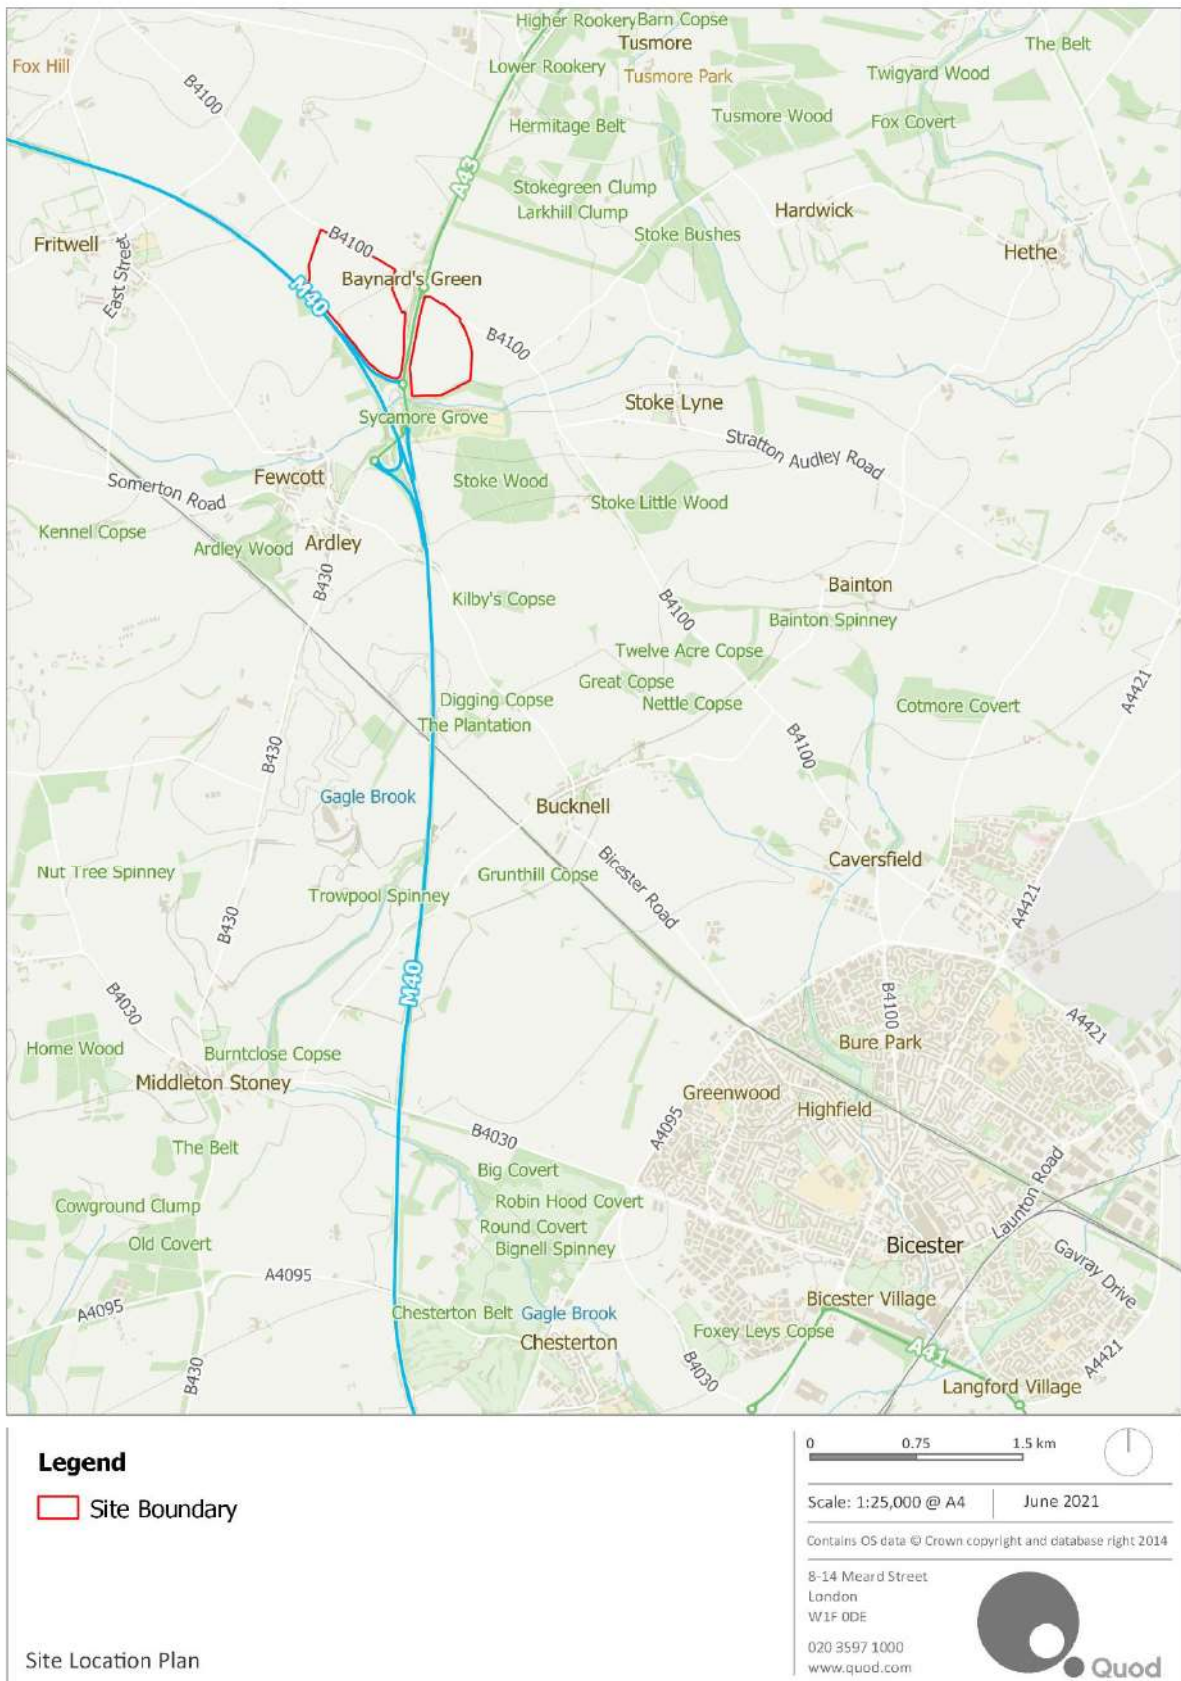 Higher Rookery
Barn Copse
Tusmore
The Belt
Fox Hill
Lower Rookery
Tusmore Park
Twigyard Wood
B4100
Tusmore Wood
Fox Covert
Hermitage Belt
A43
Stokegreen Clump
Larkhill Clump
Hardwick
Stoke Bushes
Fritwell
East Street
B4100
Hethe
Baynard's Green
M40
B4100
Stoke Lyne
Sycamore Grove
Stratton Audley Road
Fewcott
Somerton Road
Stoke Wood
Stoke Little Wood
Kennel Copse
Ardley Wood
Ardley
B430
Kilby's Copse
Bainton
B4100
Bainton Spinney
Twelve Acre Copse
Great Copse
Digging Copse
Nettle Copse
Cotmore Covert
A4421
The Plantation
B430
B4100
Gagle Brook
Bucknell
Caversfield
Nut Tree Spinney
Grunthill Copse
Bicester Road
Trowpool Spinney
A4421
B430
M40
B4030
B4100
A4421
Home Wood
Burntclose Copse
Bure Park
Middleton Stoney
Greenwood
Highfield
A4095
B4030
The Belt
Big Covert
Launton Road
Cowground Clump
Robin Hood Covert
Round Covert
Old Covert
Bignell Spinney
Bicester
Gavray Drive
A4095
A4095
Bicester Village
Chesterton Belt
Gagle Brook
Foxey Leys Copse
Chesterton
A41
A4421
B4030
B430
Langford Village
Legend
Site Boundary
Site Location Plan
0 0.75 1.5 km
Scale: 1:25,000 @ A4
June 2021
Contains OS data © Crown copyright and database right 2014
8-14 Meard Street
London
W1F 0DE
020 3597 1000
www.quod.com
Quod